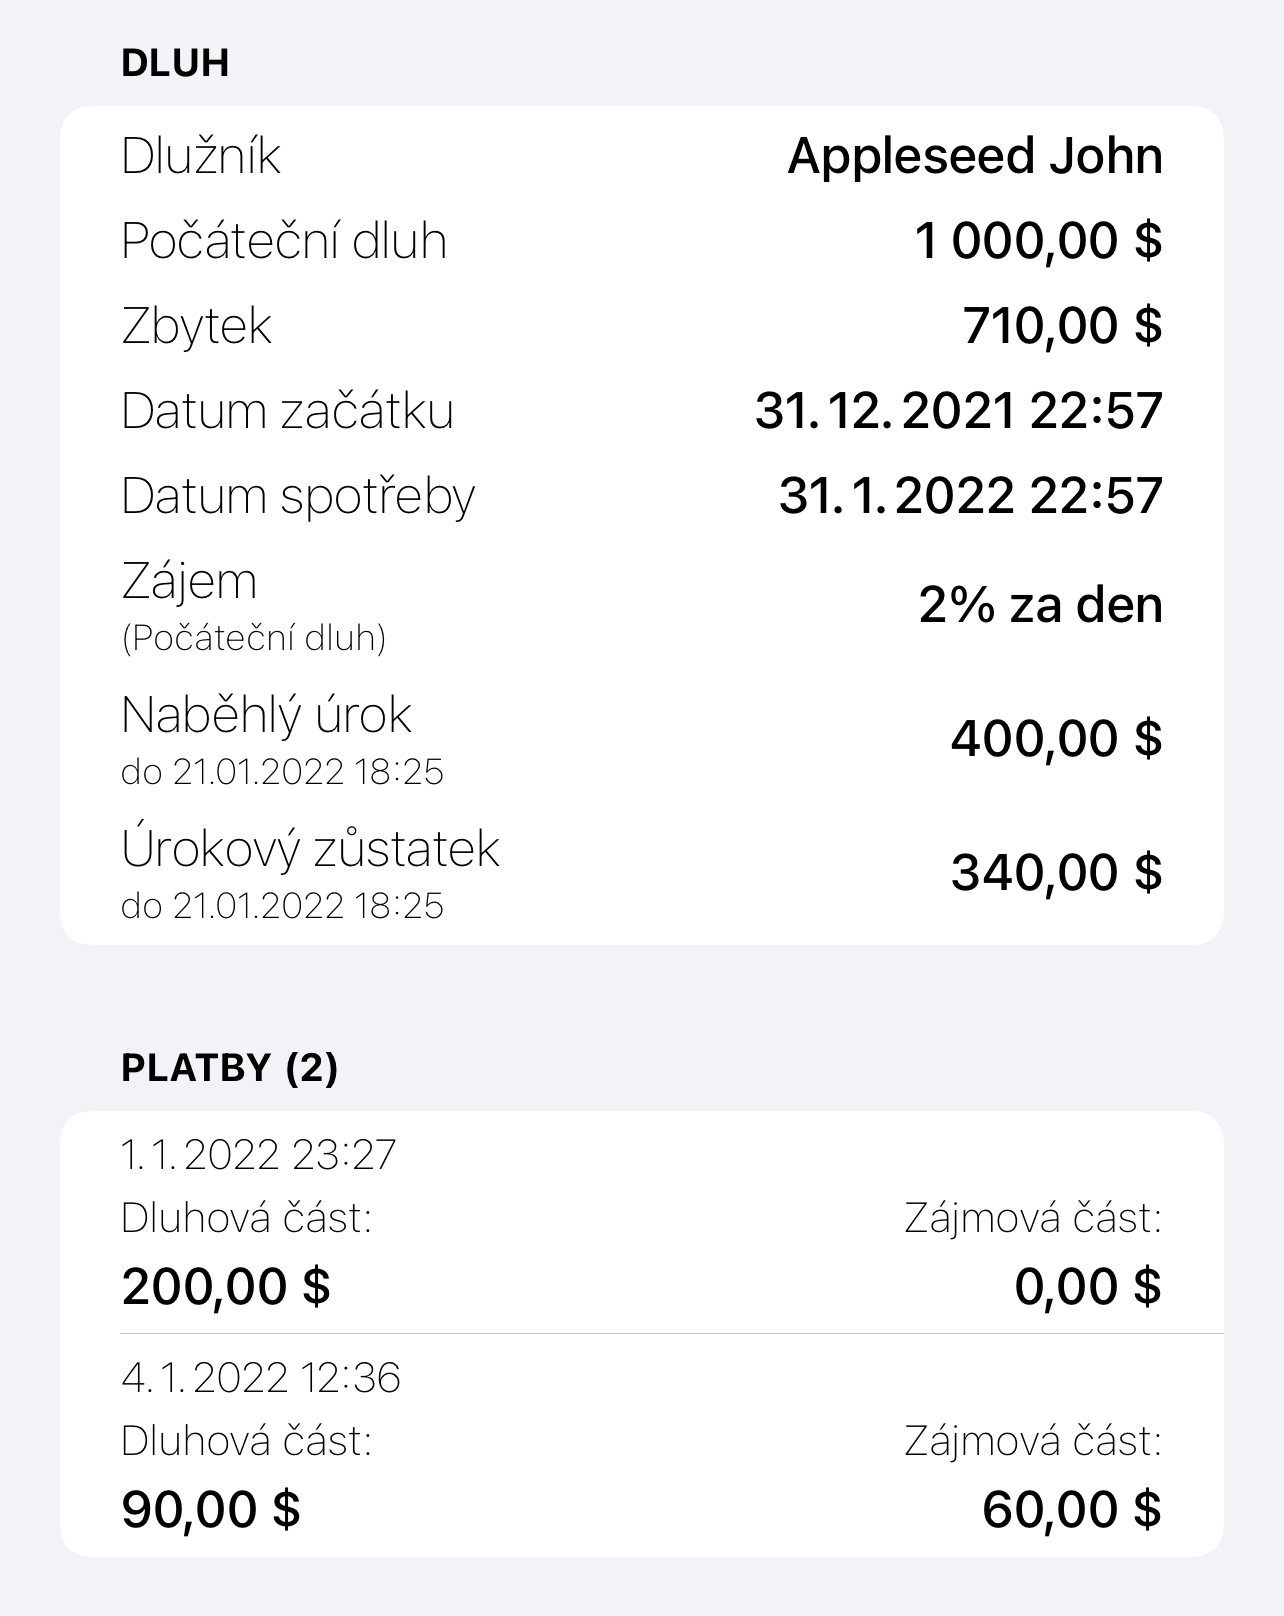 DLUH
Dlužník Appleseed John
Počáteční dluh 1 000,00 $
Zbytek 710,00 $
Datum začátku 31. 12. 2021 22:57
Datum spotřeby 31. 1. 2022 22:57
Zájem
(Počáteční dluh)
2% za den
Naběhlý úrok
do 21.01.2022 18:25
400,00 $
Úrokový zůstatek
do 21.01.2022 18:25
340,00 $
PLATBY (2)
1. 1. 2022 23:27
Dluhová část: Zájmová část:
200,00 $ 0,00 $
4. 1. 2022 12:36
Dluhová část: Zájmová část:
90,00 $ 60,00 $